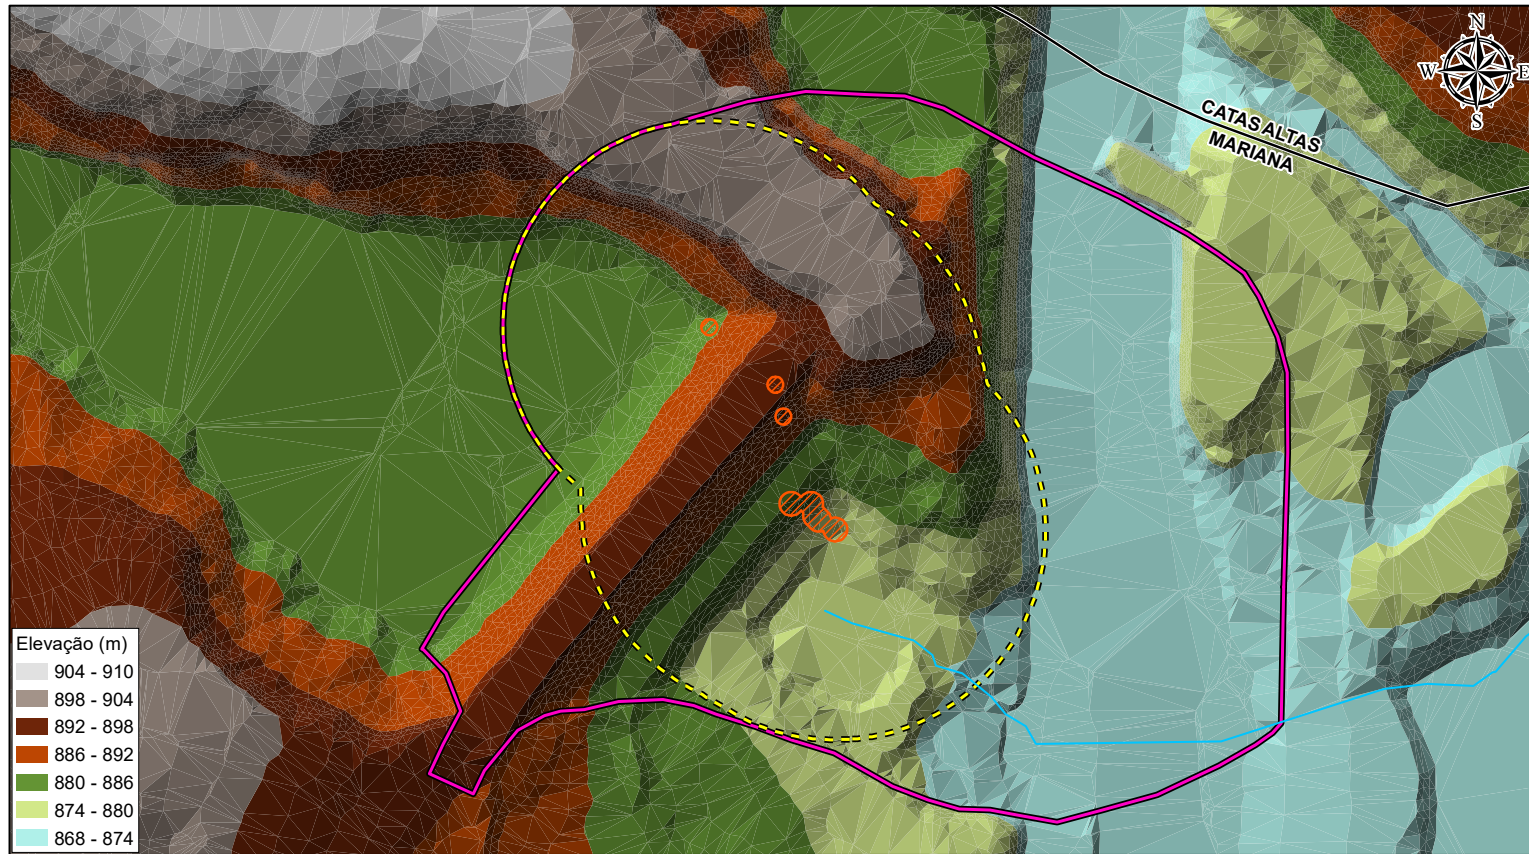 N
W E
S
CATAS ALTAS
MARIANA
Elevação (m)
904 - 910
898 - 904
892 - 898
886 - 892
880 - 886
874 - 880
868 - 874